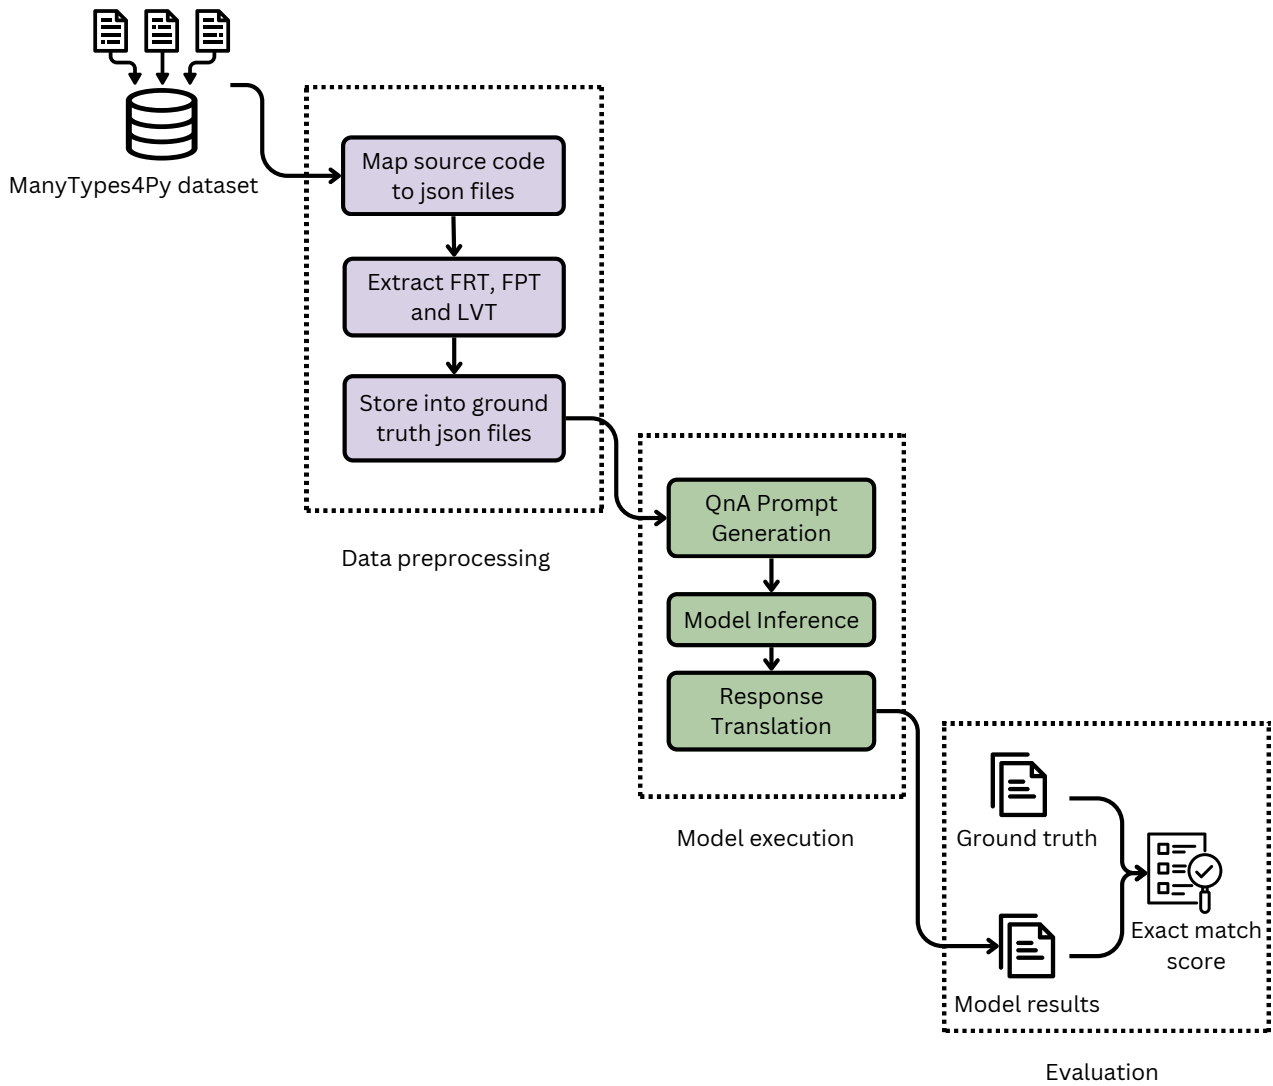 ManyTypes4Py dataset
Map source code
to json files
Extract FRT, FPT
and LVT
Store into ground
truth json files
Data preprocessing
QnA Prompt
Generation
Model Inference
Response
Translation
Model execution
Ground truth
Exact match
score
Model results
Evaluation